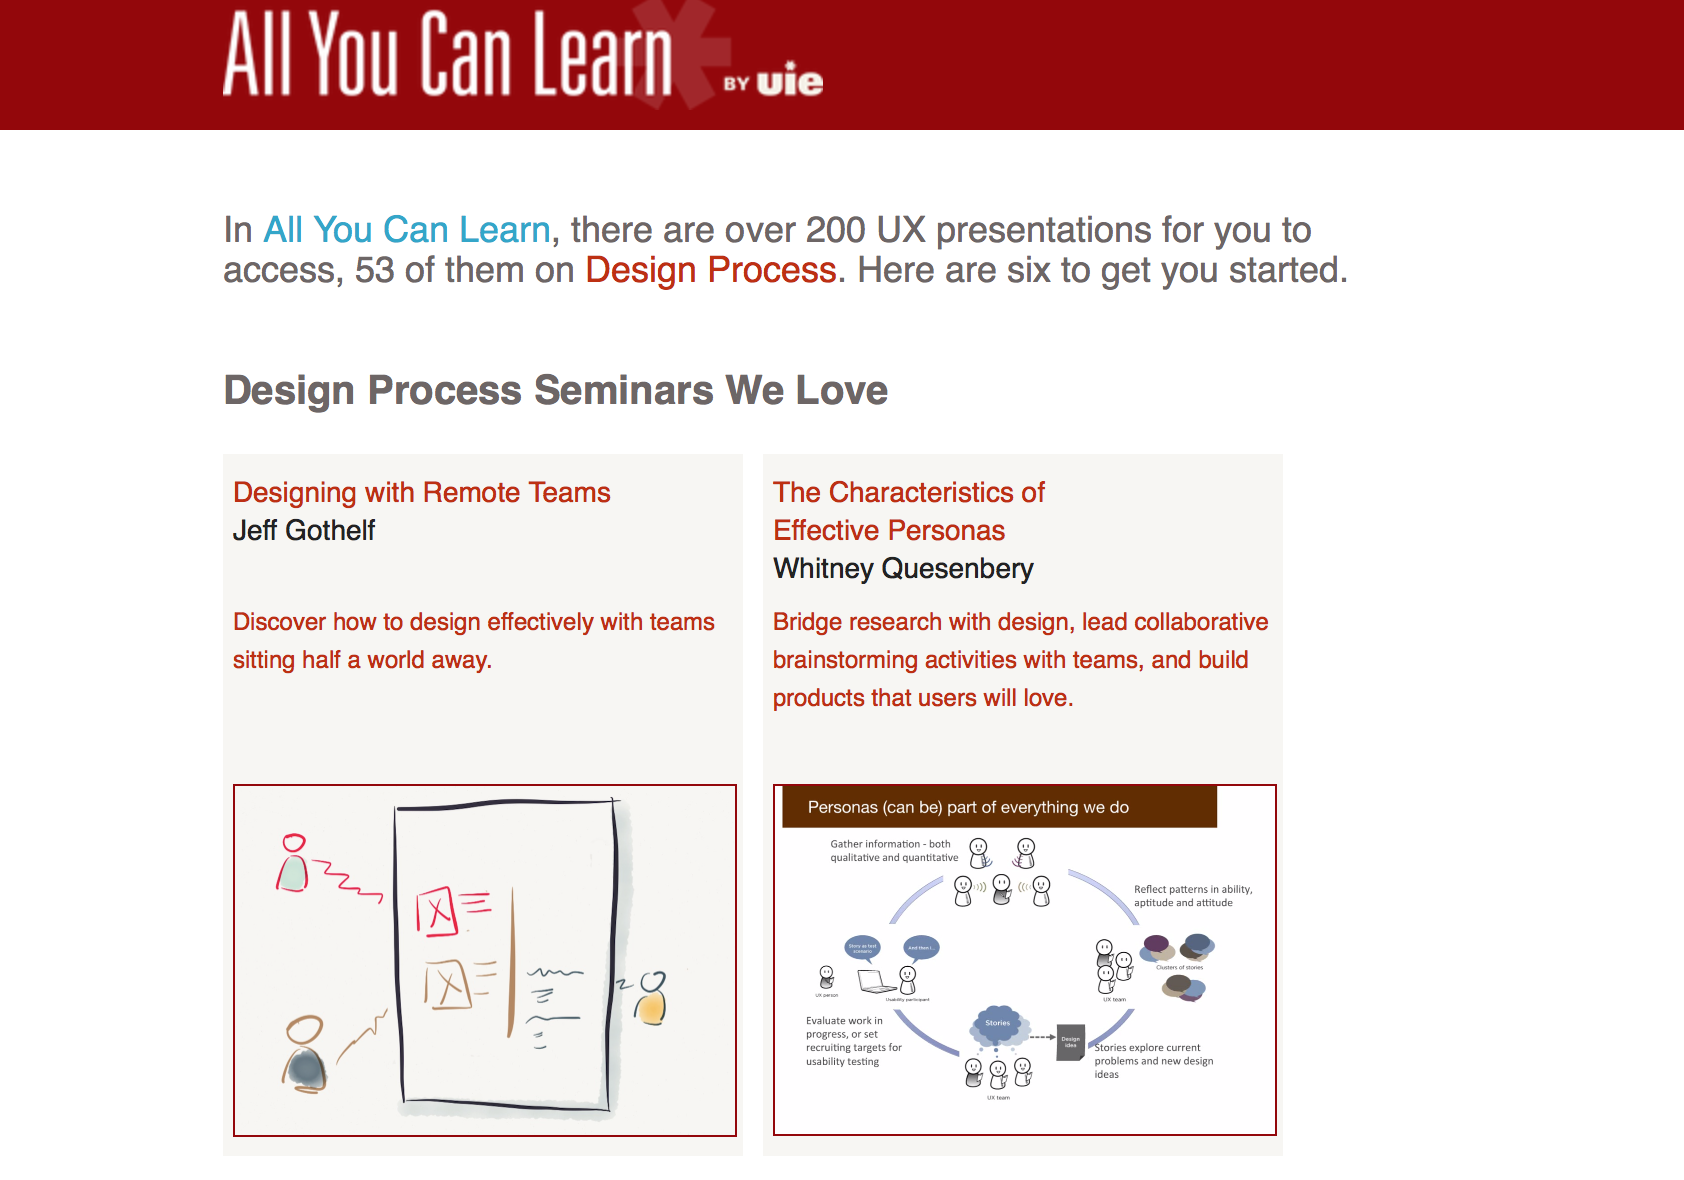 All You Can Learn BY uie
In All You Can Learn, there are over 200 UX presentations for you to
access, 53 of them on Design Process. Here are six to get you started.
Design Process Seminars We Love
Designing with Remote Teams
Jeff Gothelf
Discover how to design effectively with teams
sitting half a world away.
The Characteristics of
Effective Personas
Whitney Quesenbery
Bridge research with design, lead collaborative
brainstorming activities with teams, and build
products that users will love.
Personas (can be) part of everything we do
Gather information - both
qualitative and quantitative
Reflect patterns in ability,
aptitude and attitude
Story as test
scenario
And then I...
UX person
Usability participant
Clusters of stories
UX team
Evaluate work in
progress, or set
recruiting targets for
usability testing
Stories
Design
idea
Stories explore current
problems and new design
ideas
UX team